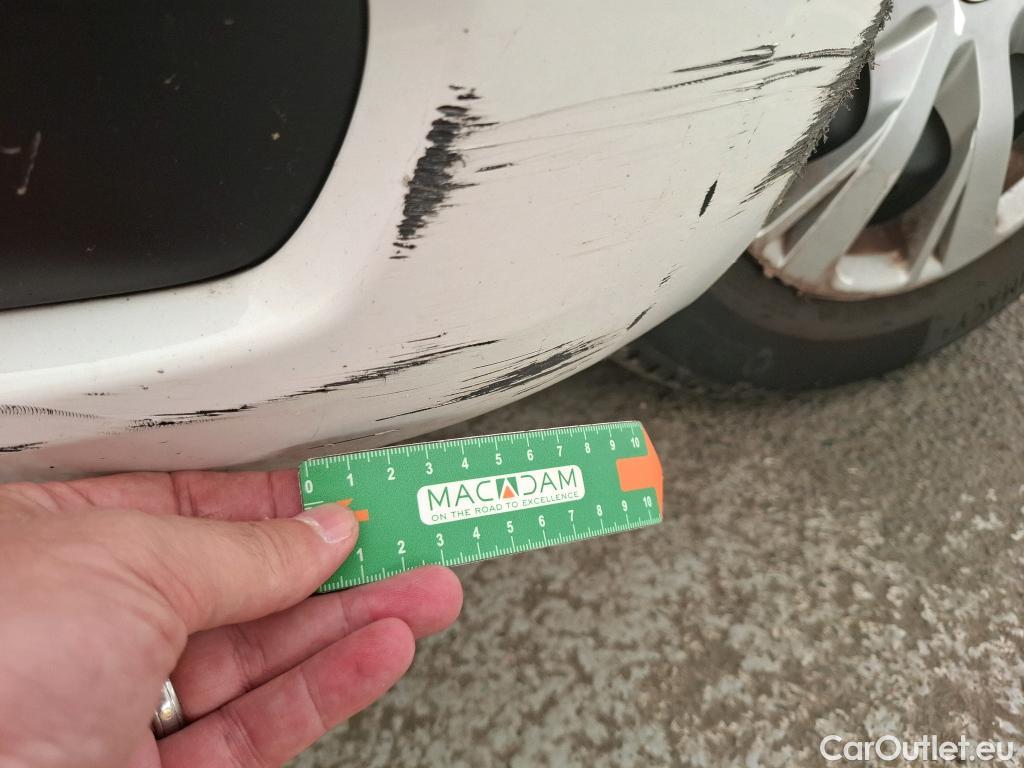 0 1 2 3 4 5 6 7 8 9 10
MACADAM
ON THE ROAD TO EXCELLENCE
1 2 3 4 5 6 7 8 9 10
CarOutlet.eu